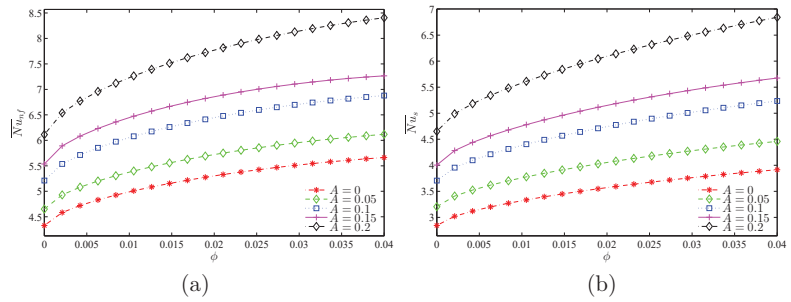 8.5
8
7.5
7
6.5
6
5.5
5
4.5
Nu_nf
0 0.005 0.01 0.015 0.02 0.025 0.03 0.035 0.04
ϕ
A = 0
A = 0.05
A = 0.1
A = 0.15
A = 0.2
(a)
7
6.5
6
5.5
5
4.5
4
3.5
3
Nu_s
0 0.005 0.01 0.015 0.02 0.025 0.03 0.035 0.04
ϕ
A = 0
A = 0.05
A = 0.1
A = 0.15
A = 0.2
(b)